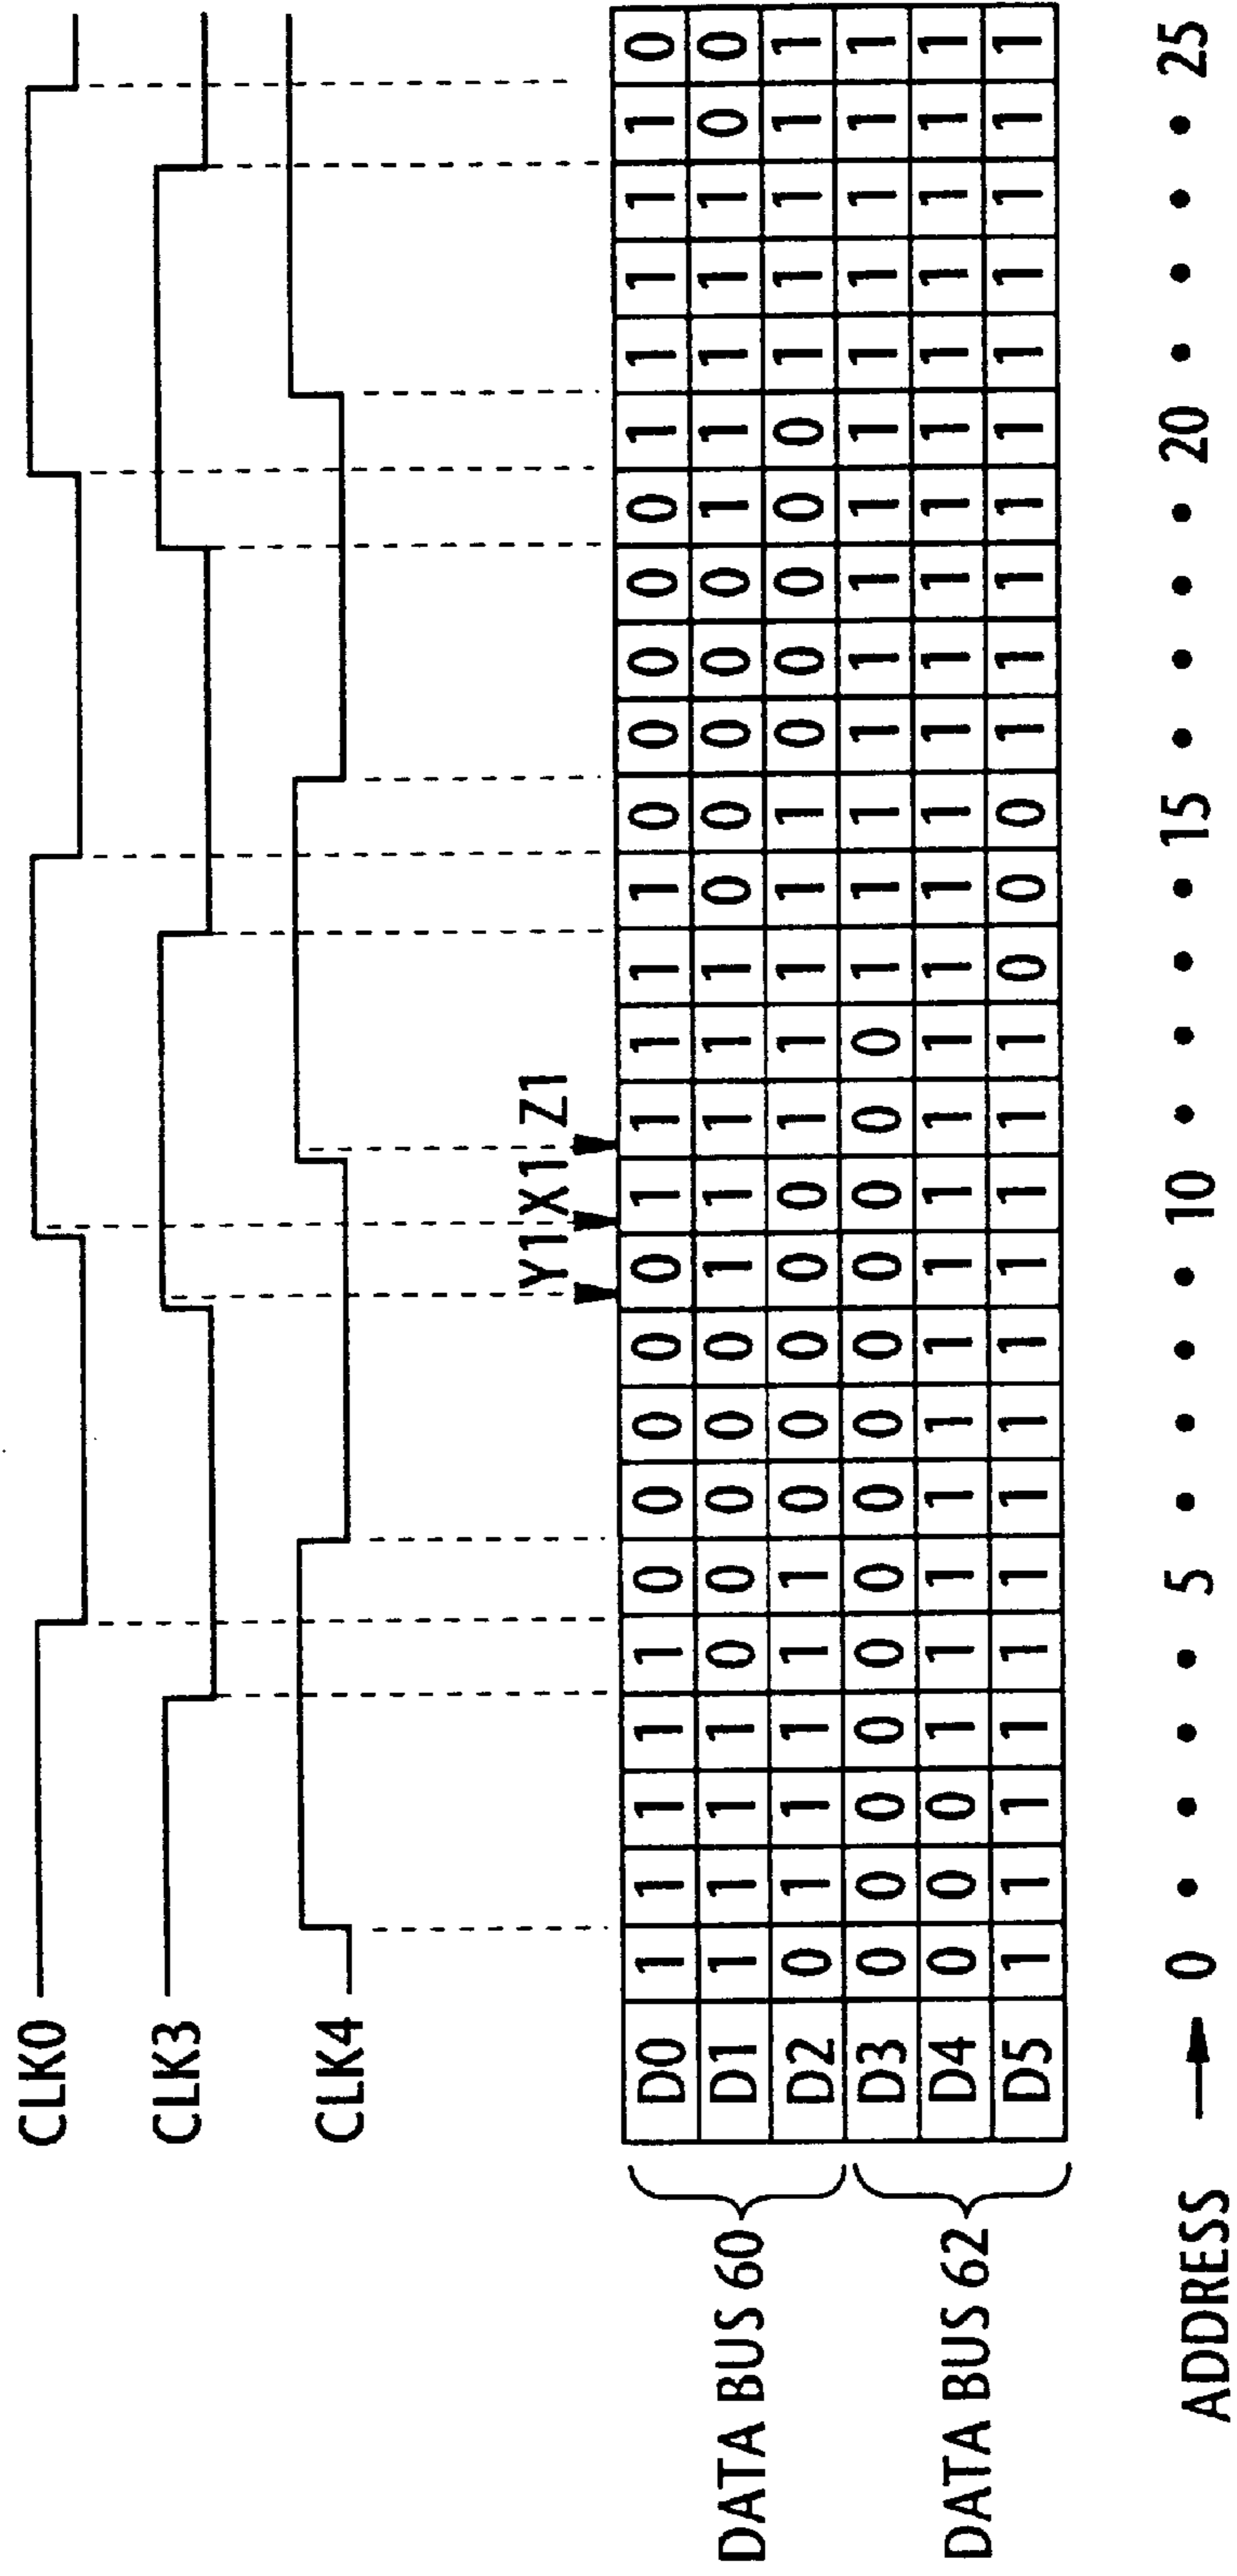 CLK0
CLK3
CLK4
Y1 X1 Z1
DATA BUS 60
D0 1 1 1 1 1 0 0 0 0 0 1 1 1 1 1 0 0 0 0 0 1 1 1 1 1 0
D1 1 1 1 1 0 0 0 0 0 1 1 1 1 1 0 0 0 0 0 1 1 1 1 1 0 0
D2 0 1 1 1 1 1 0 0 0 0 0 1 1 1 1 1 0 0 0 0 0 1 1 1 1 1
DATA BUS 62
D3 0 0 0 0 0 0 0 0 0 0 0 0 0 1 1 1 1 1 1 1 1 1 1 1 1 1
D4 0 0 0 1 1 1 1 1 1 1 1 1 1 1 1 1 1 1 1 1 1 1 1 1 1 1
D5 1 1 1 1 1 1 1 1 1 1 1 1 1 0 0 0 1 1 1 1 1 1 1 1 1 1
ADDRESS → 0 • • • • 5 • • • • 10 • • • • 15 • • • • 20 • • • • 25